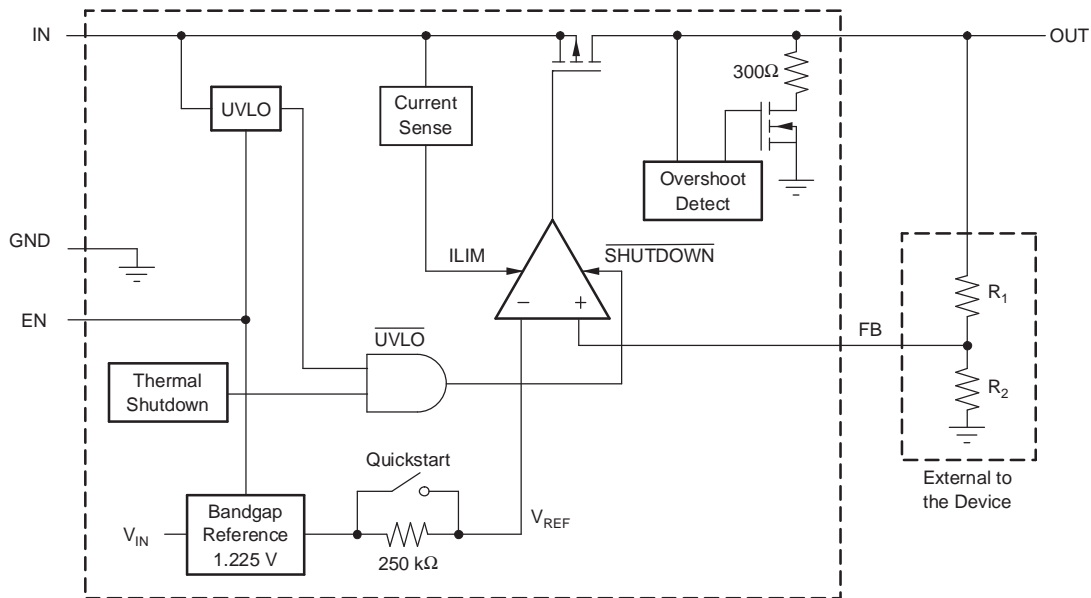 IN
OUT
300Ω
UVLO
Current
Sense
Overshoot
Detect
GND
ILIM
SHUTDOWN
− +
R1
EN
UVLO
FB
Thermal
Shutdown
R2
Quickstart
External to
the Device
VIN
Bandgap
Reference
1.225 V
VREF
250 kΩ